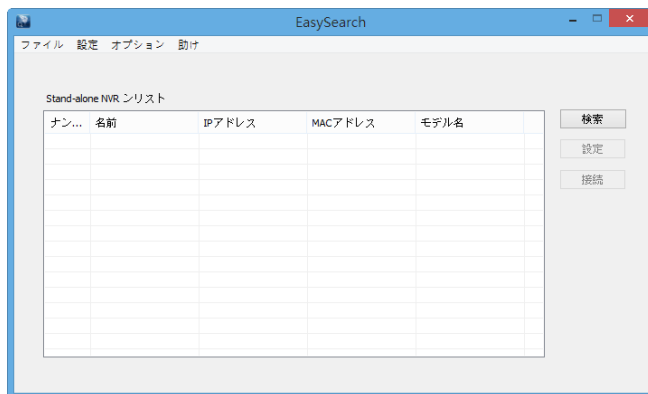 EasySearch
ファイル 設定 オプション 助け
Stand-alone NVR ンリスト
ナン... 名前 IPアドレス MACアドレス モデル名
検索
設定
接続